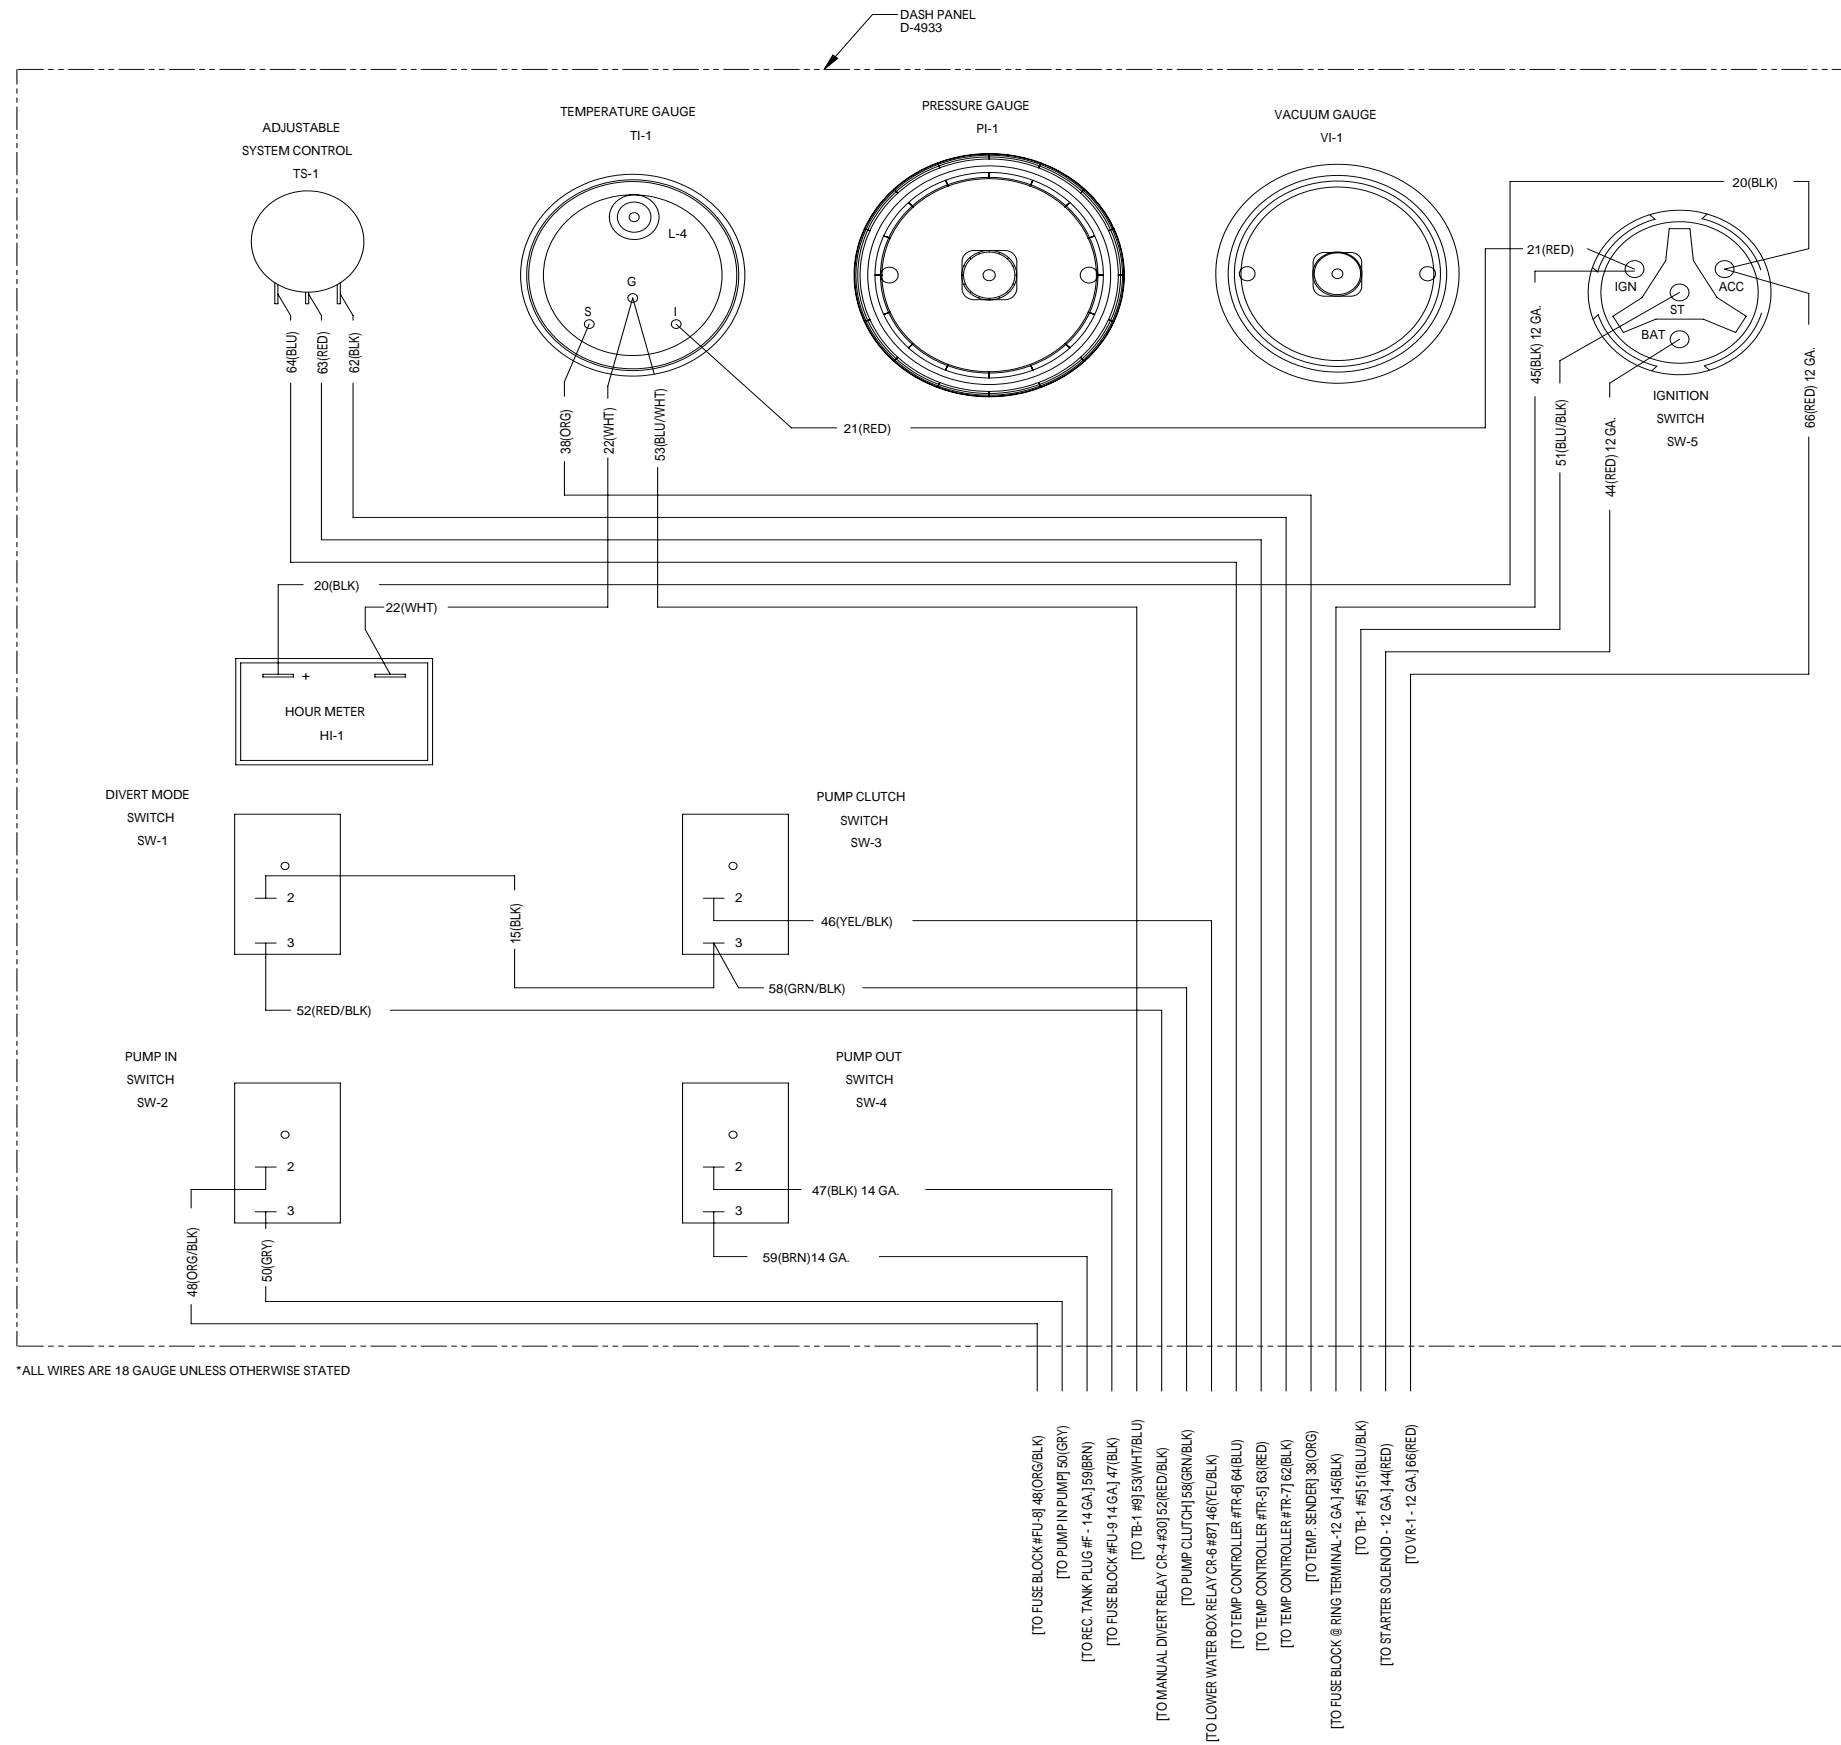 DASH PANEL
D-4933
ADJUSTABLE
SYSTEM CONTROL
TS-1
TEMPERATURE GAUGE
TI-1
PRESSURE GAUGE
PI-1
VACUUM GAUGE
VI-1
20(BLK)
L-4
G
S
I
21(RED)
IGN
ACC
ST
BAT
IGNITION
SWITCH
SW-5
64(BLU)
63(RED)
62(BLK)
38(ORG)
22(WHT)
53(BLU/WHT)
21(RED)
45(BLK) 12 GA.
51(BLU/BLK)
44(RED) 12 GA.
66(RED) 12 GA.
20(BLK)
22(WHT)
+
HOUR METER
HI-1
DIVERT MODE
SWITCH
SW-1
2
3
15(BLK)
52(RED/BLK)
PUMP CLUTCH
SWITCH
SW-3
2
3
46(YEL/BLK)
58(GRN/BLK)
PUMP IN
SWITCH
SW-2
2
3
48(ORG/BLK)
50(GRY)
PUMP OUT
SWITCH
SW-4
2
3
47(BLK) 14 GA.
59(BRN)14 GA.
*ALL WIRES ARE 18 GAUGE UNLESS OTHERWISE STATED
[TO FUSE BLOCK #FU-8] 48(ORG/BLK)
[TO PUMP IN PUMP] 50(GRY)
[TO REC. TANK PLUG #F - 14 GA.] 59(BRN)
[TO FUSE BLOCK #FU-9 14 GA.] 47(BLK)
[TO TB-1 #9] 53(WHT/BLU)
[TO MANUAL DIVERT RELAY CR-4 #30] 52(RED/BLK)
[TO PUMP CLUTCH] 58(GRN/BLK)
[TO LOWER WATER BOX RELAY CR-6 #87] 46(YEL/BLK)
[TO TEMP CONTROLLER #TR-6] 64(BLU)
[TO TEMP CONTROLLER #TR-5] 63(RED)
[TO TEMP CONTROLLER #TR-7] 62(BLK)
[TO TEMP. SENDER] 38(ORG)
[TO FUSE BLOCK @ RING TERMINAL-12 GA.] 45(BLK)
[TO TB-1 #5] 51(BLU/BLK)
[TO STARTER SOLENOID - 12 GA.] 44(RED)
[TO VR-1 - 12 GA.] 66(RED)